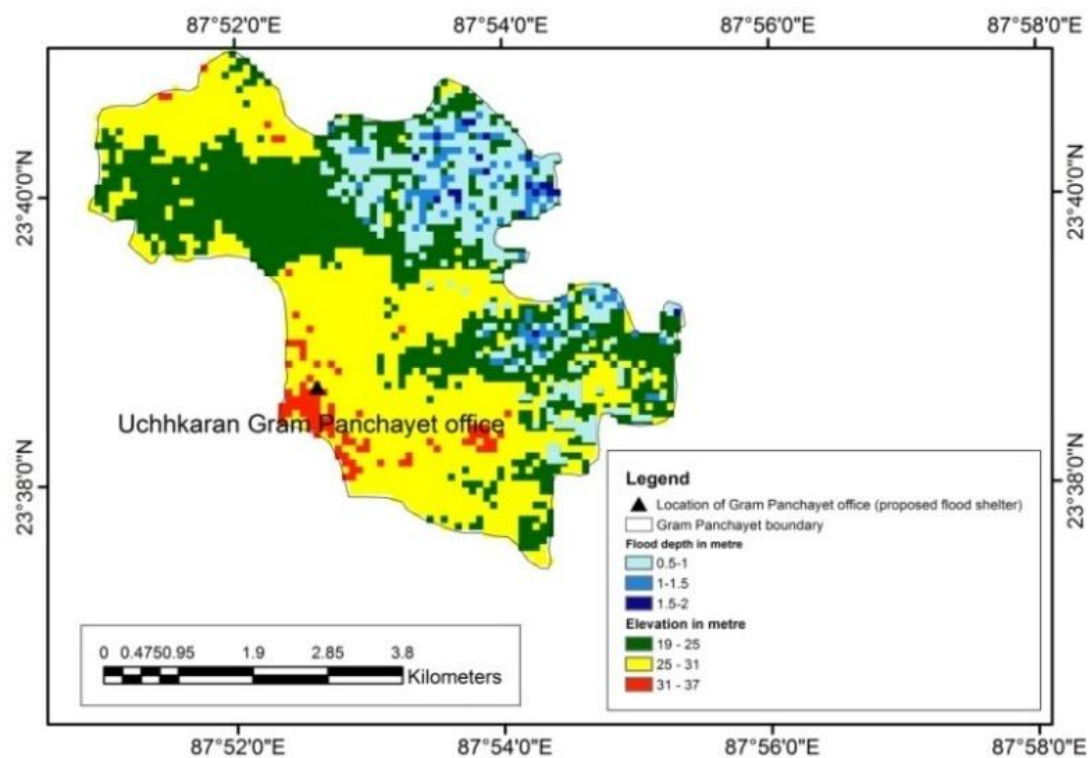 87°52'0"E 87°54'0"E 87°56'0"E 87°58'0"E
23°40'0"N 23°40'0"N
Uchhkaran Gram Panchayet office
23°38'0"N 23°38'0"N
Legend
Location of Gram Panchayet office (proposed flood shelter)
Gram Panchayet boundary
Flood depth in metre
0.5-1
1-1.5
1.5-2
Elevation in metre
19 - 25
25 - 31
31 - 37
0 0.4750.95 1.9 2.85 3.8
Kilometers
87°52'0"E 87°54'0"E 87°56'0"E 87°58'0"E